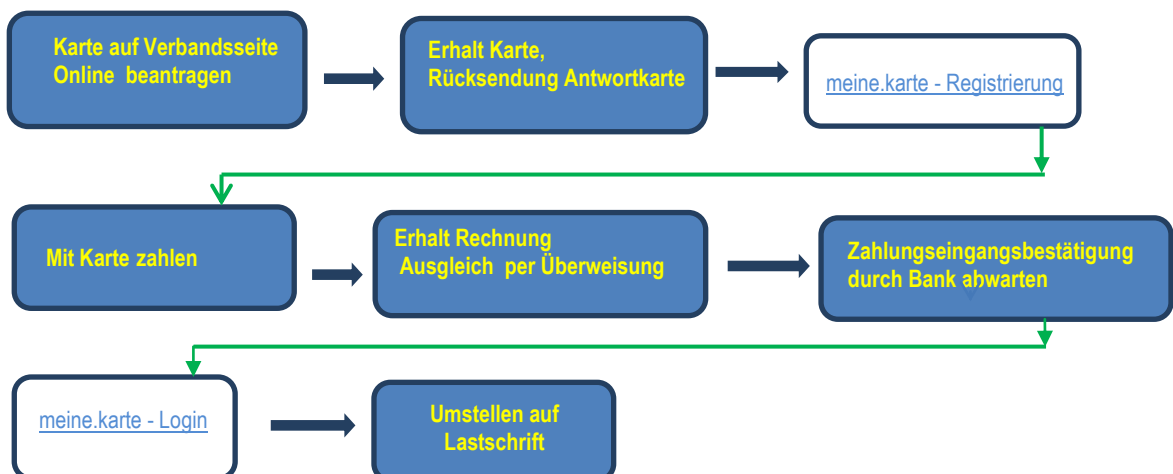 Karte auf Verbandsseite
Online beantragen
Erhalt Karte,
Rücksendung Antwortkarte
meine.karte - Registrierung
Mit Karte zahlen
Erhalt Rechnung
Ausgleich per Überweisung
Zahlungseingangsbestätigung
durch Bank abwarten
meine.karte - Login
Umstellen auf
Lastschrift